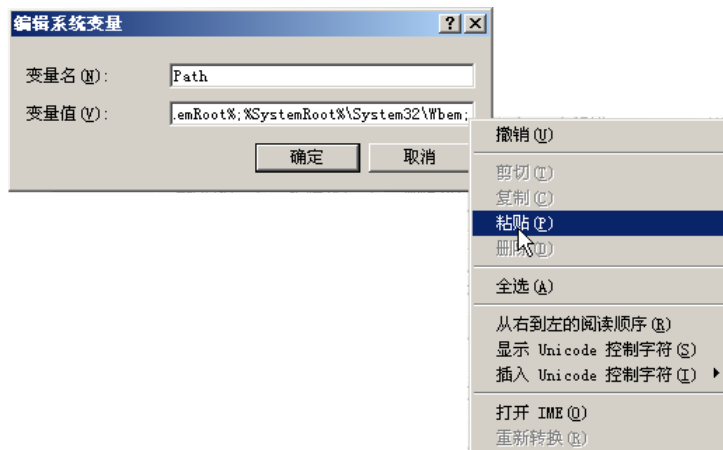 编辑系统变量
变量名(N):
Path
变量值(V):
emRoot%;%SystemRoot%\System32\Wbem;
确定
取消
撤销(U)
剪切(T)
复制(C)
粘贴(P)
删除(D)
全选(A)
从右到左的阅读顺序(R)
显示 Unicode 控制字符(S)
插入 Unicode 控制字符(I)
打开 IME(O)
重新转换(R)